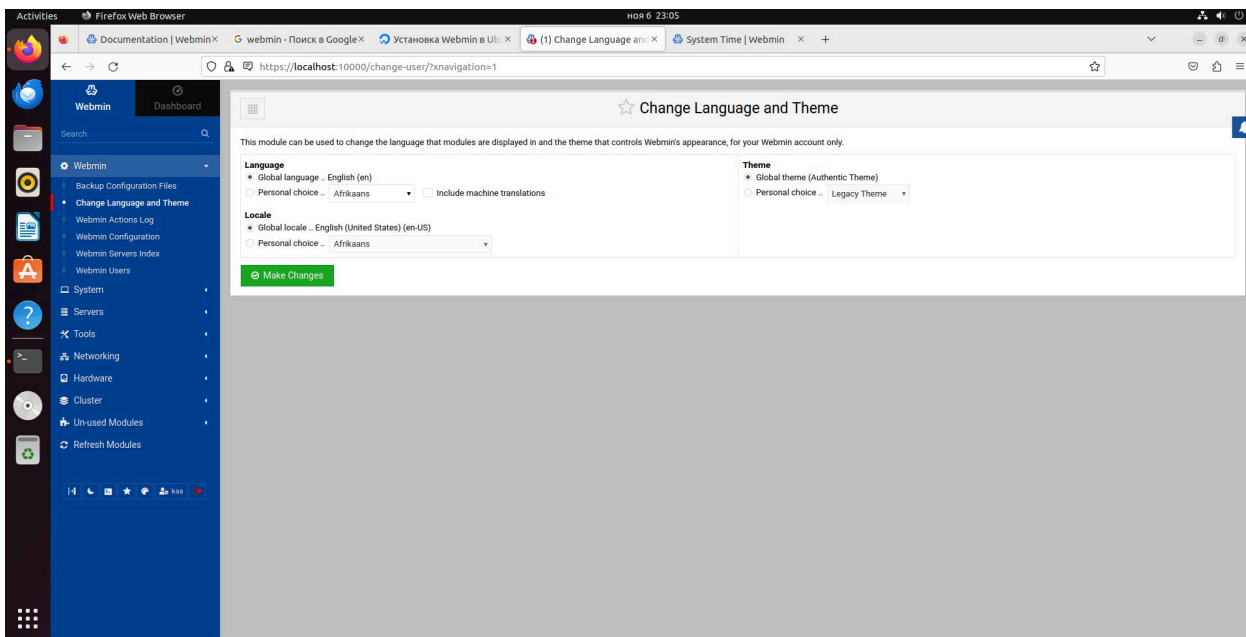 Activities Firefox Web Browser ноя 6 23:05
Documentation | Webmin webmin - Поиск в Google Установка Webmin в Ub (1) Change Language and System Time | Webmin
https://localhost:10000/change-user/?xnavigation=1
Webmin Dashboard
Search
Webmin
Backup Configuration Files
Change Language and Theme
Webmin Actions Log
Webmin Configuration
Webmin Servers Index
Webmin Users
System
Servers
Tools
Networking
Hardware
Cluster
Un-used Modules
Refresh Modules
kas
Change Language and Theme
This module can be used to change the language that modules are displayed in and the theme that controls Webmin's appearance, for your Webmin account only.
Language
Global language .. English (en)
Personal choice .. Afrikaans Include machine translations
Locale
Global locale .. English (United States) (en-US)
Personal choice .. Afrikaans
Theme
Global theme (Authentic Theme)
Personal choice .. Legacy Theme
Make Changes